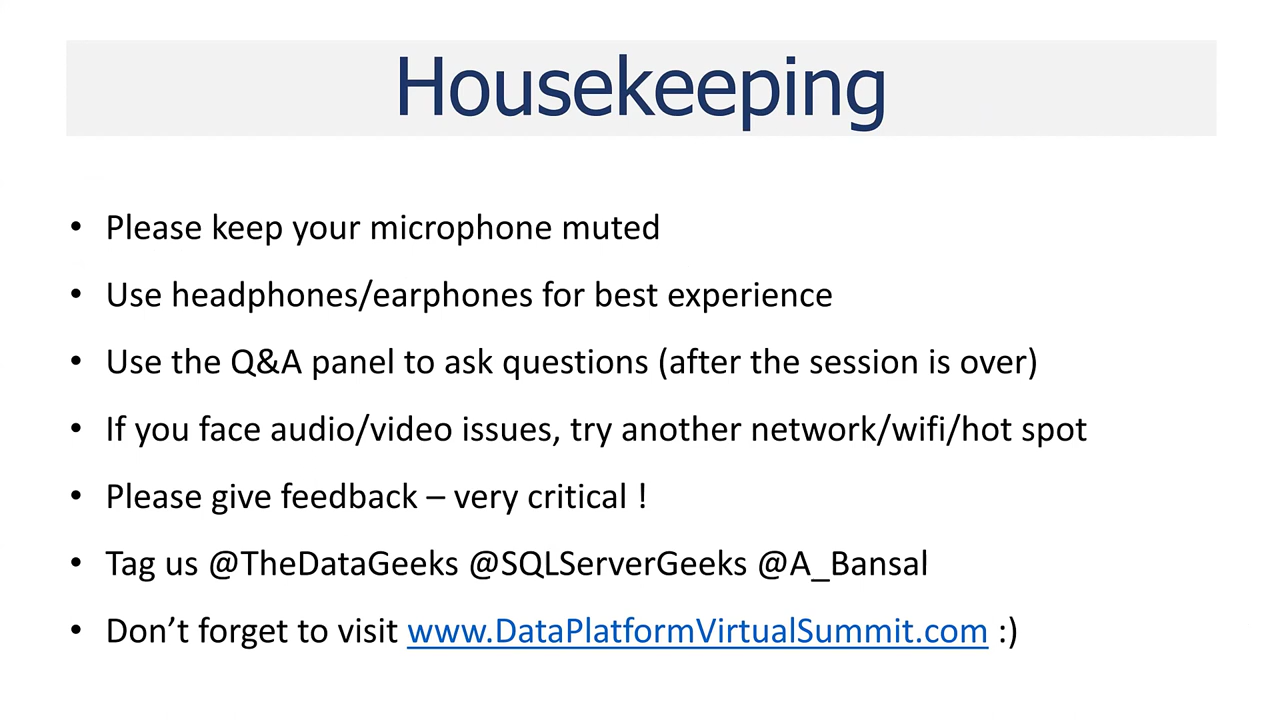 Housekeeping
• Please keep your microphone muted
• Use headphones/earphones for best experience
• Use the Q&A panel to ask questions (after the session is over)
• If you face audio/video issues, try another network/wifi/hot spot
• Please give feedback – very critical !
• Tag us @TheDataGeeks @SQLServerGeeks @A_Bansal
• Don’t forget to visit www.DataPlatformVirtualSummit.com :)